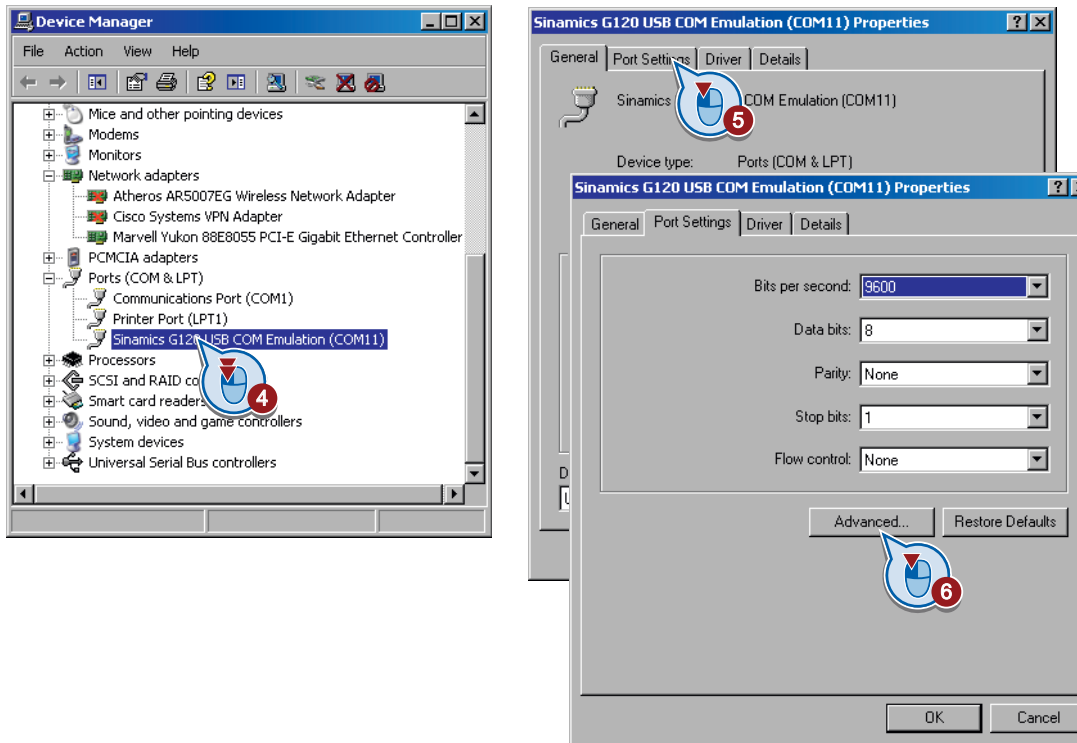 Device Manager
File Action View Help
Mice and other pointing devices
Modems
Monitors
Network adapters
Atheros AR5007EG Wireless Network Adapter
Cisco Systems VPN Adapter
Marvell Yukon 88E8055 PCI-E Gigabit Ethernet Controller
PCMCIA adapters
Ports (COM & LPT)
Communications Port (COM1)
Printer Port (LPT1)
Sinamics G120 USB COM Emulation (COM11)
Processors
SCSI and RAID co
4
Smart card readers
Sound, video and game controllers
System devices
Universal Serial Bus controllers
Sinamics G120 USB COM Emulation (COM11) Properties
General Port Settings Driver Details
Sinamics COM Emulation (COM11)
5
Device type: Ports (COM & LPT)
D
Sinamics G120 USB COM Emulation (COM11) Properties
General Port Settings Driver Details
Bits per second: 9600
Data bits: 8
Parity: None
Stop bits: 1
Flow control: None
Advanced... Restore Defaults
6
OK Cancel